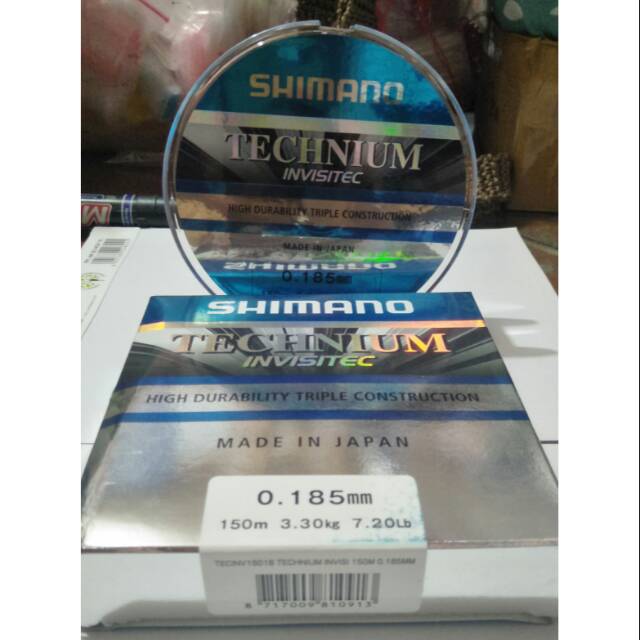 SHIMANO
TECHNIUM
INVISITEC
HIGH DURABILITY TRIPLE CONSTRUCTION
MADE IN JAPAN
SHIMANO
0.185mm
SHIMANO
TECHNIUM
INVISITEC
HIGH DURABILITY TRIPLE CONSTRUCTION
MADE IN JAPAN
0.185mm
150m 3.30kg 7.20Lb
TECINV15018 TECHNIUM INVISI 150M 0.185MM
8 717009 810913
M